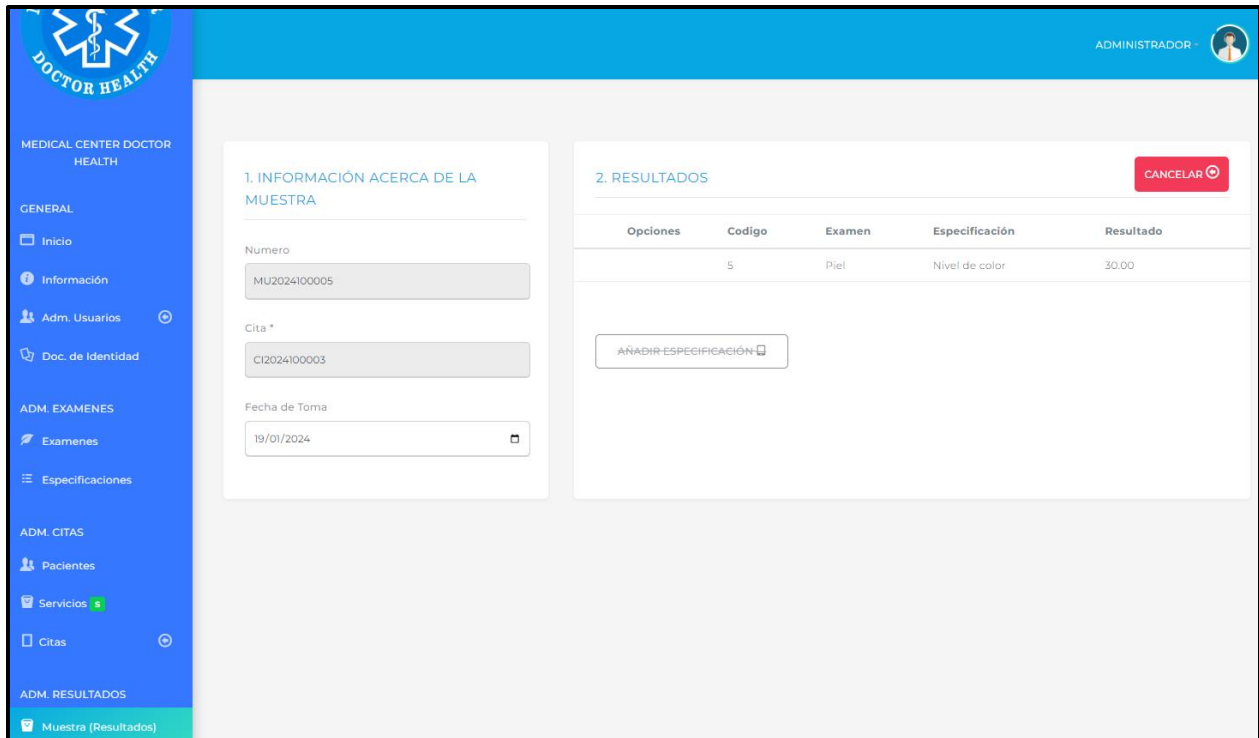 DOCTOR HEALTH
ADMINISTRADOR
MEDICAL CENTER DOCTOR
HEALTH
GENERAL
Inicio
Información
Adm. Usuarios
Doc. de Identidad
ADM. EXAMENES
Examenes
Especificaciones
ADM. CITAS
Pacientes
Servicios S
Citas
ADM. RESULTADOS
Muestra (Resultados)
1. INFORMACIÓN ACERCA DE LA
MUESTRA
Numero
MU2024100005
Cita *
CI2024100003
Fecha de Toma
19/01/2024
2. RESULTADOS
CANCELAR
Opciones Codigo Examen Especificación Resultado
5 Piel Nivel de color 30.00
AÑADIR ESPECIFICACIÓN